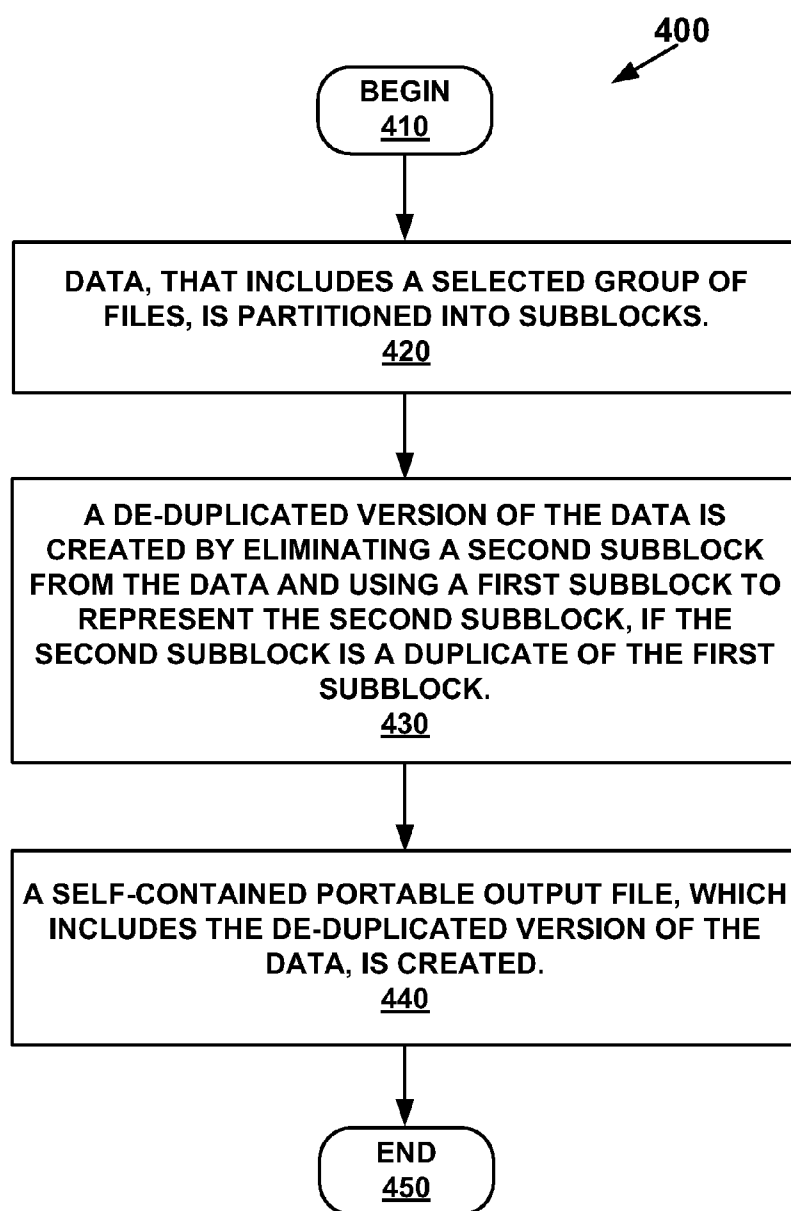 400
BEGIN
410
DATA, THAT INCLUDES A SELECTED GROUP OF
FILES, IS PARTITIONED INTO SUBBLOCKS.
420
A DE-DUPLICATED VERSION OF THE DATA IS
CREATED BY ELIMINATING A SECOND SUBBLOCK
FROM THE DATA AND USING A FIRST SUBBLOCK TO
REPRESENT THE SECOND SUBBLOCK, IF THE
SECOND SUBBLOCK IS A DUPLICATE OF THE FIRST
SUBBLOCK.
430
A SELF-CONTAINED PORTABLE OUTPUT FILE, WHICH
INCLUDES THE DE-DUPLICATED VERSION OF THE
DATA, IS CREATED.
440
END
450